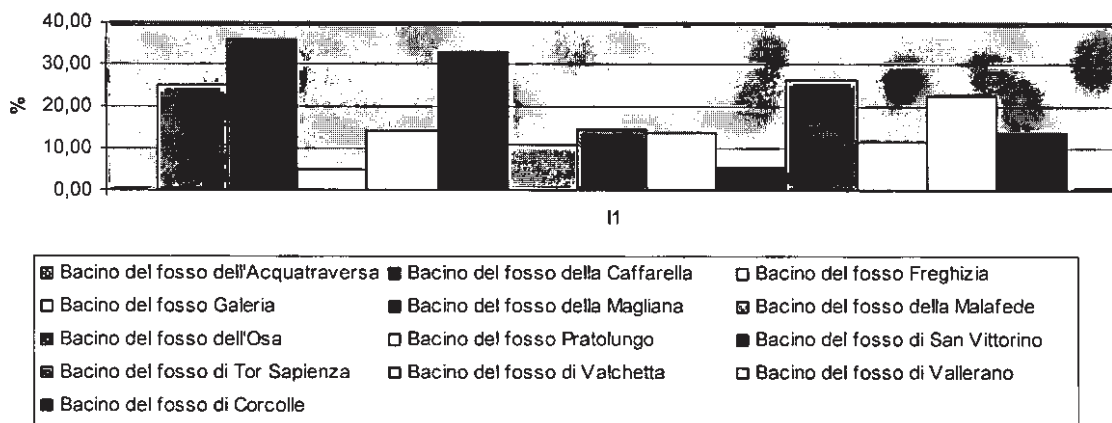 40,00
30,00
20,00
10,00
0,00
%
I1
Bacino del fosso dell'Acquatraversa Bacino del fosso della Caffarella Bacino del fosso Freghizia
Bacino del fosso Galeria Bacino del fosso della Magliana Bacino del fosso della Malafede
Bacino del fosso dell'Osa Bacino del fosso Pratolungo Bacino del fosso di San Vittorino
Bacino del fosso di Tor Sapienza Bacino del fosso di Valchetta Bacino del fosso di Vallerano
Bacino del fosso di Corcolle